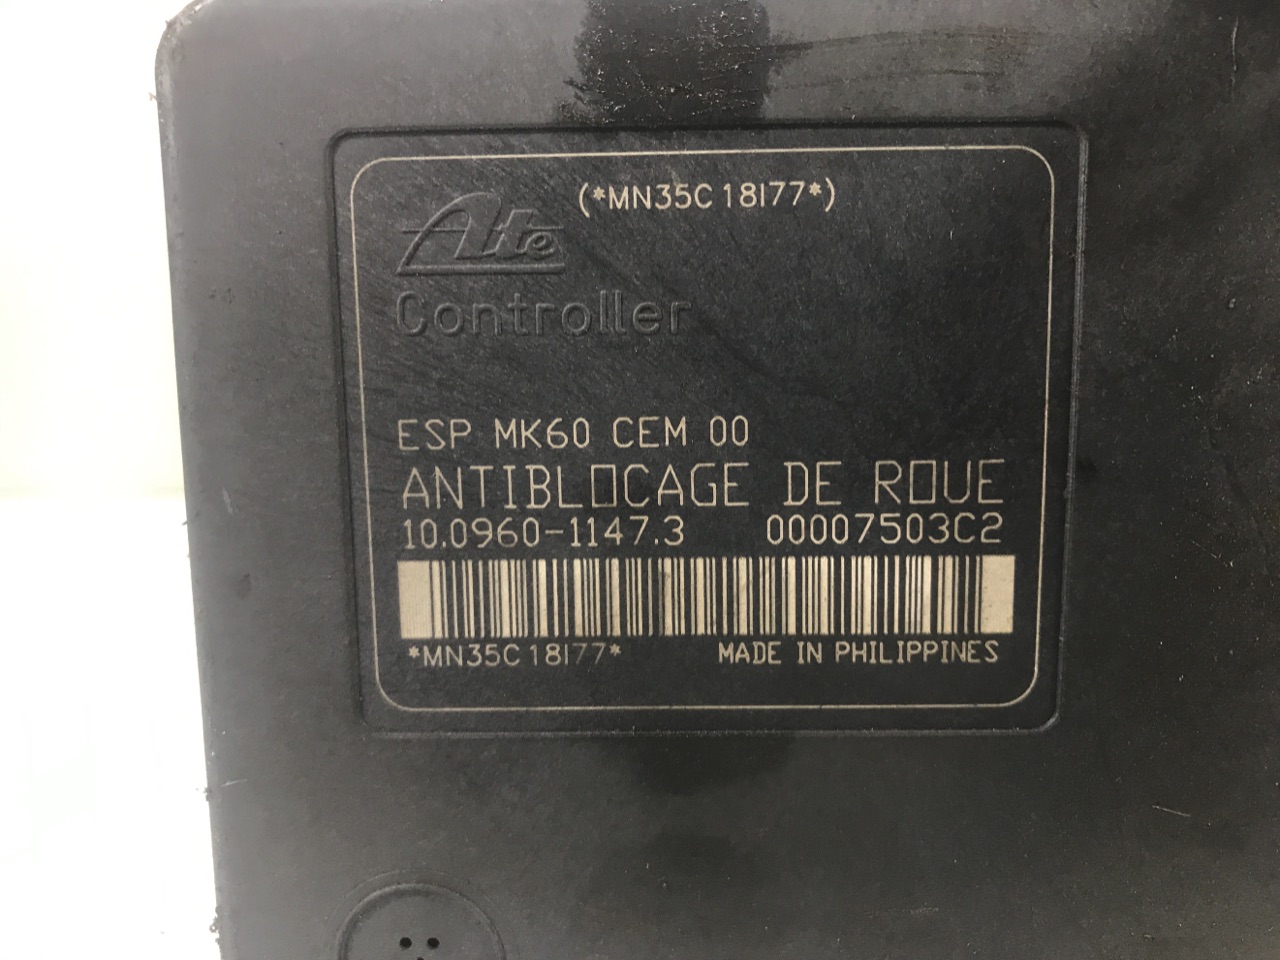 (*MN35C18I77*)
Ate
Controller
ESP MK60 CEM 00
ANTIBLOCAGE DE ROUE
10.0960-1147.3 00007503C2
*MN35C18I77* MADE IN PHILIPPINES